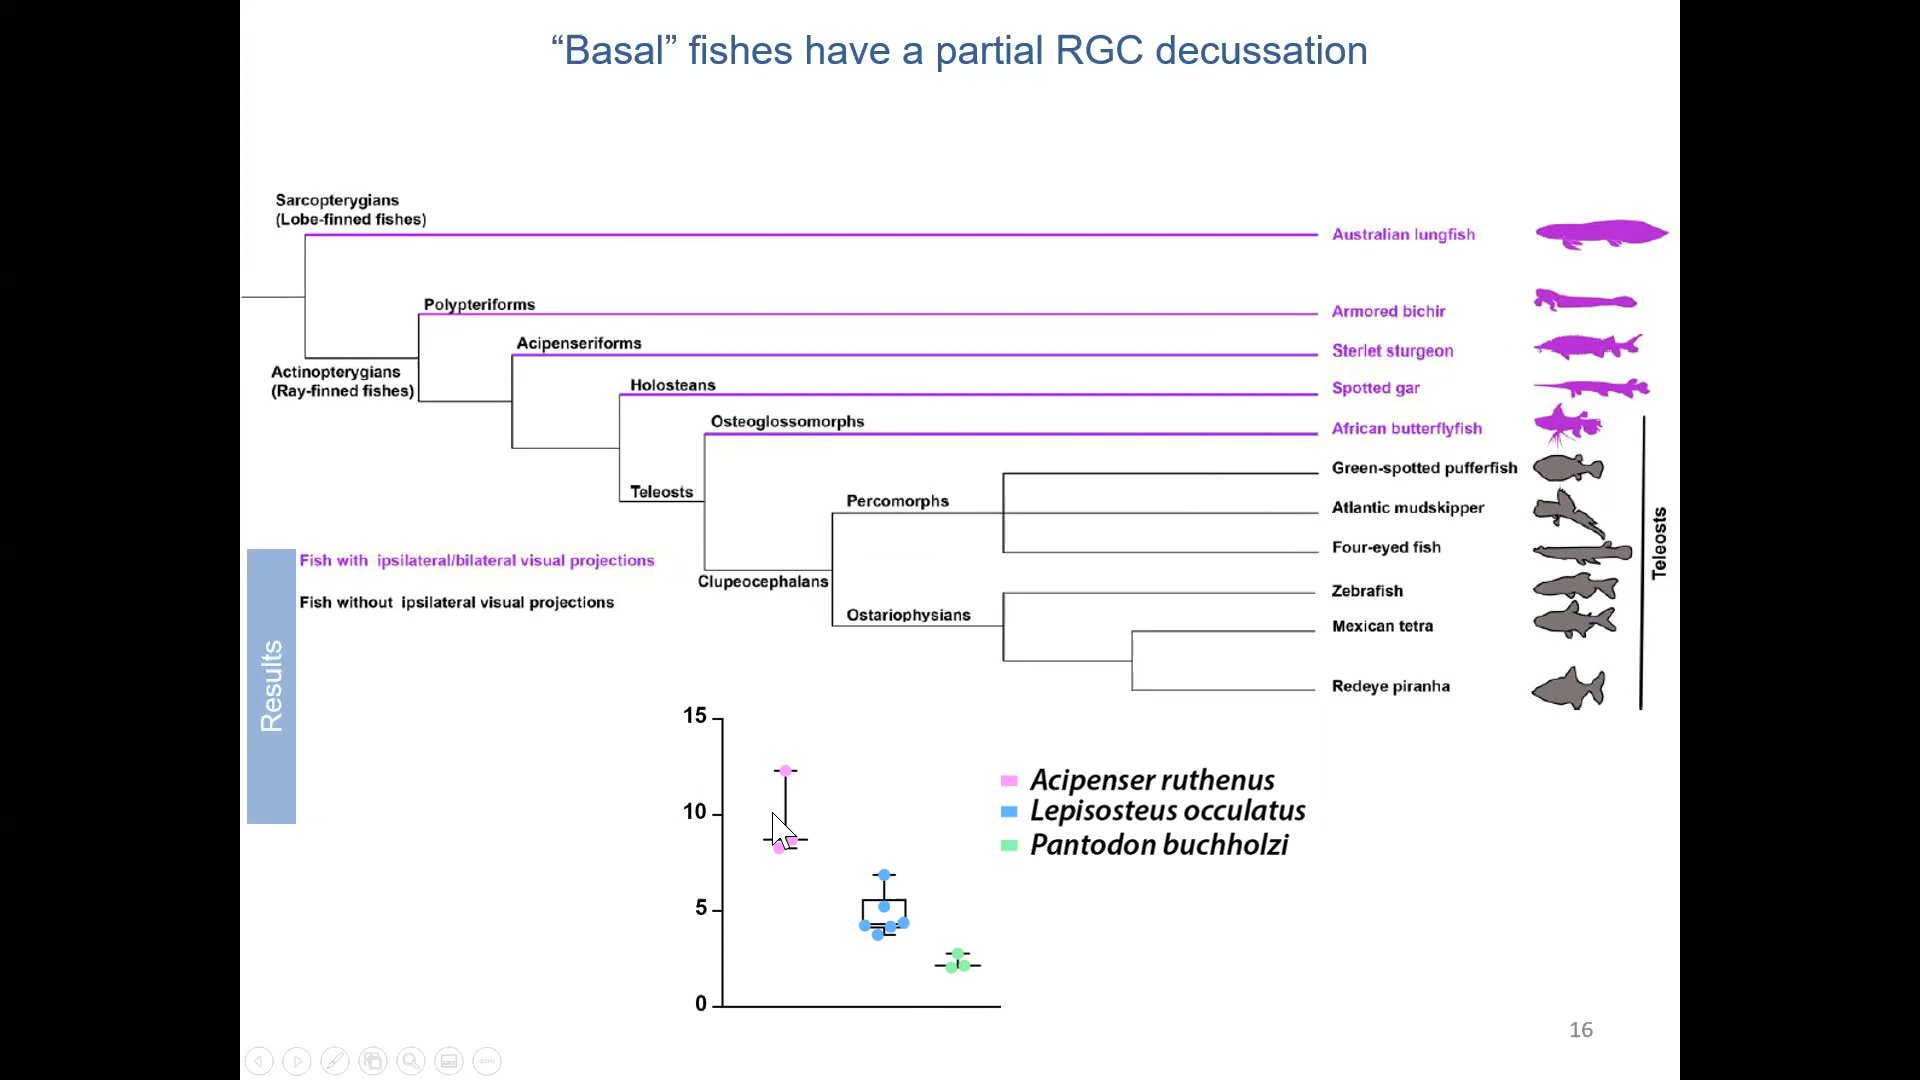 “Basal” fishes have a partial RGC decussation
Sarcopterygians
(Lobe-finned fishes)
Australian lungfish
Polypteriforms
Armored bichir
Acipenseriforms
Sterlet sturgeon
Actinopterygians
(Ray-finned fishes)
Holosteans
Spotted gar
Osteoglossomorphs
African butterflyfish
Green-spotted pufferfish
Teleosts
Percomorphs
Atlantic mudskipper
Four-eyed fish
Teleosts
Fish with ipsilateral/bilateral visual projections
Clupeocephalans
Zebrafish
Fish without ipsilateral visual projections
Ostariophysians
Mexican tetra
Redeye piranha
Results
15
10
5
0
Acipenser ruthenus
Lepisosteus occulatus
Pantodon buchholzi
16